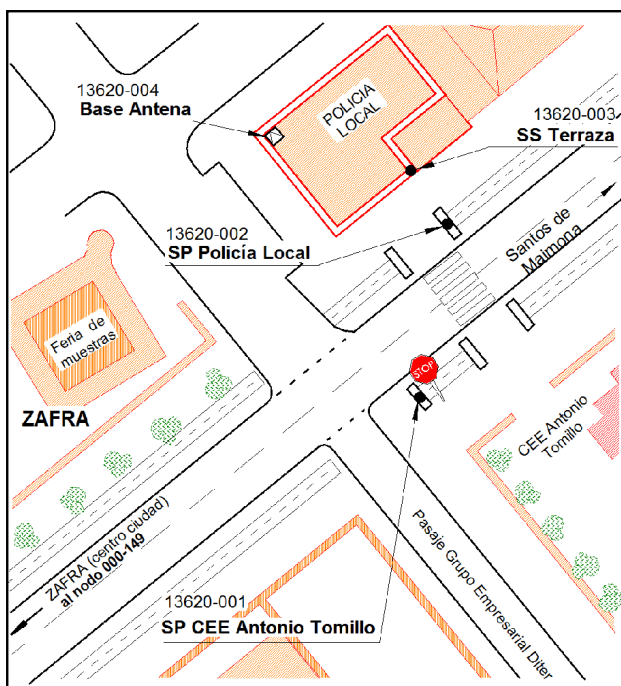 13620-004
Base Antena
POLICIA
LOCAL
13620-003
SS Terraza
13620-002
SP Policía Local
Santos de
Maimona
Feria de
muestras
ZAFRA
STOP
CEE Antonio
Tomillo
ZAFRA (centro ciudad)
al nodo 000-149
13620-001
SP CEE Antonio Tomillo
Pasaje Grupo Empresarial Diter